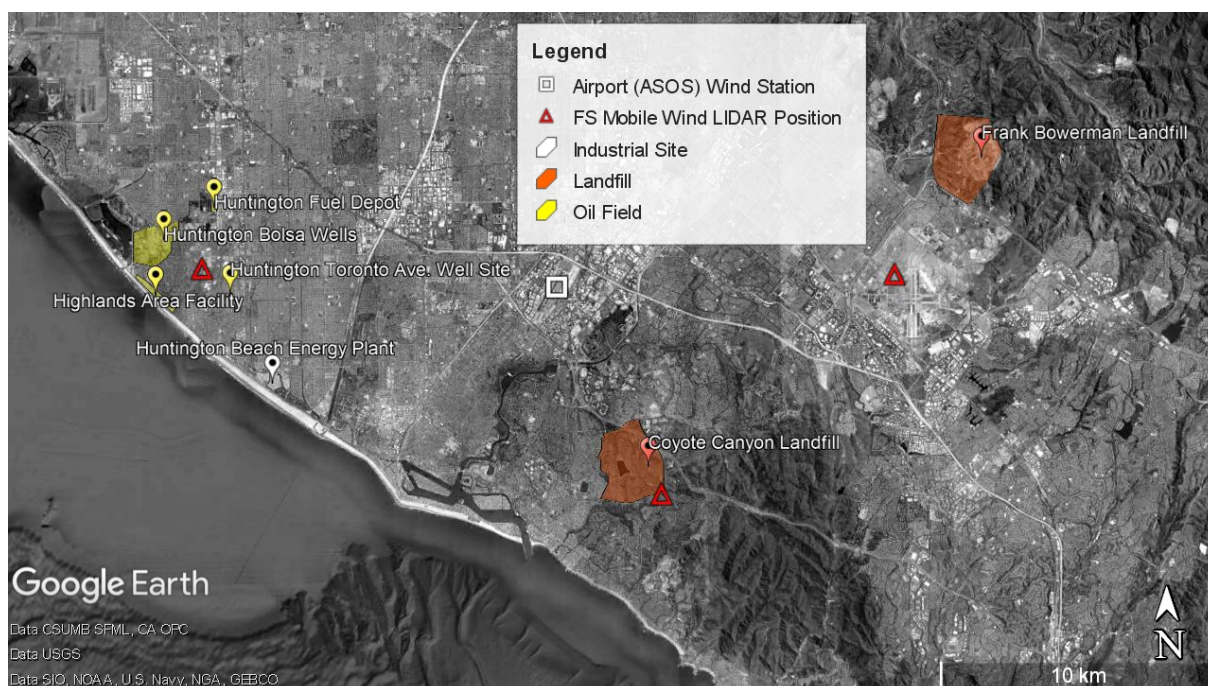 Legend
Airport (ASOS) Wind Station
FS Mobile Wind LIDAR Position
Industrial Site
Landfill
Oil Field
Frank Bowerman Landfill
Huntington Fuel Depot
Huntington Bolsa Wells
Huntington Toronto Ave. Well Site
Highlands Area Facility
Huntington Beach Energy Plant
Coyote Canyon Landfill
Google Earth
Data CSUMB SFML, CA OPC
Data USGS
Data SIO, NOAA, U.S. Navy, NGA, GEBCO
N
10 km